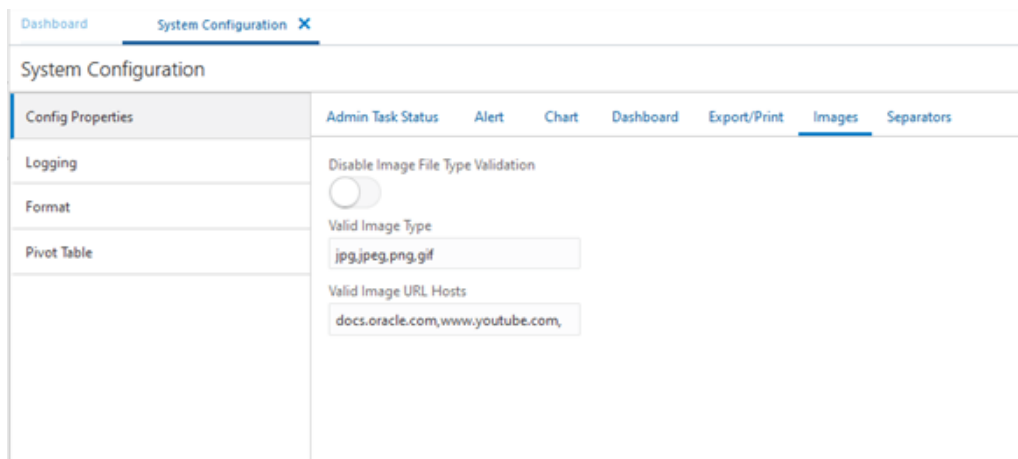 Dashboard System Configuration X
System Configuration
Config Properties
Logging
Format
Pivot Table
Admin Task Status Alert Chart Dashboard Export/Print Images Separators
Disable Image File Type Validation
Valid Image Type
jpg,jpeg,png,gif
Valid Image URL Hosts
docs.oracle.com,www.youtube.com,